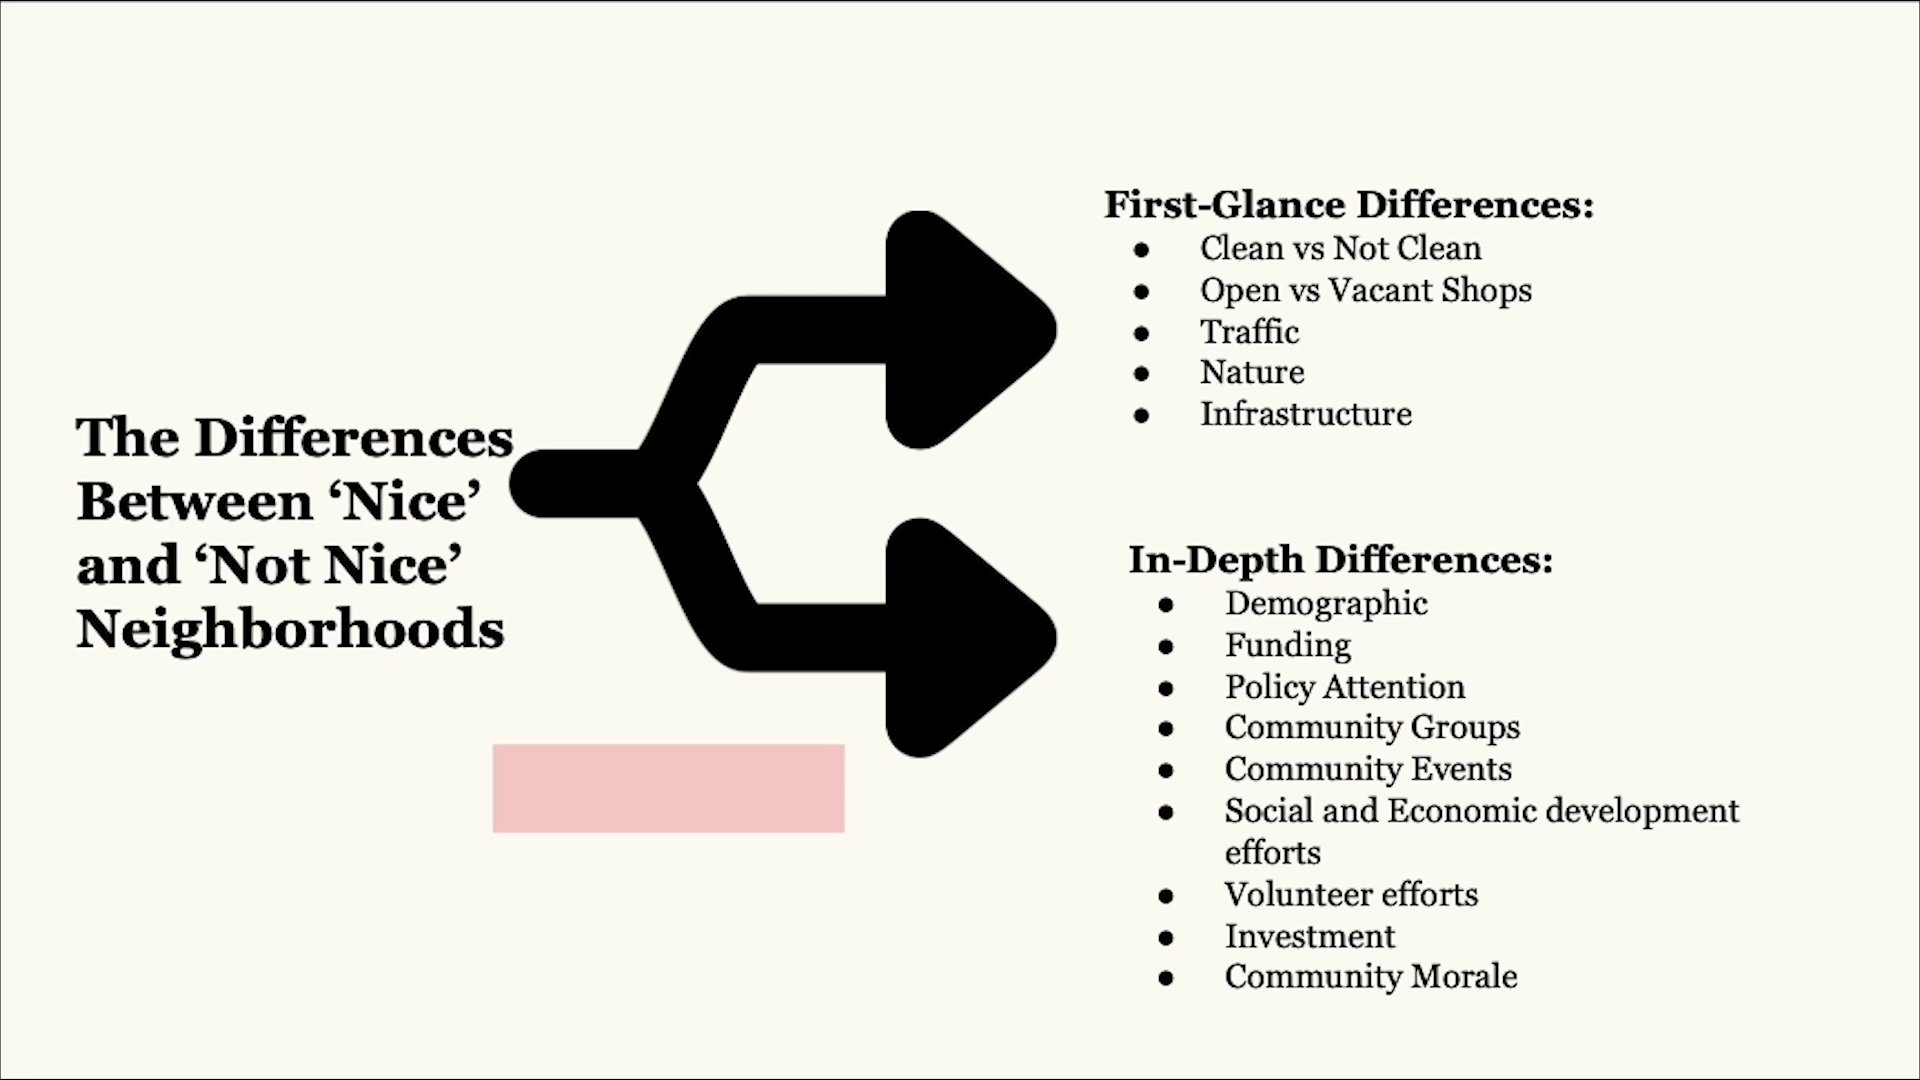 The Differences
Between ‘Nice’
and ‘Not Nice’
Neighborhoods
First-Glance Differences:
● Clean vs Not Clean
● Open vs Vacant Shops
● Traffic
● Nature
● Infrastructure
In-Depth Differences:
● Demographic
● Funding
● Policy Attention
● Community Groups
● Community Events
● Social and Economic development
efforts
● Volunteer efforts
● Investment
● Community Morale